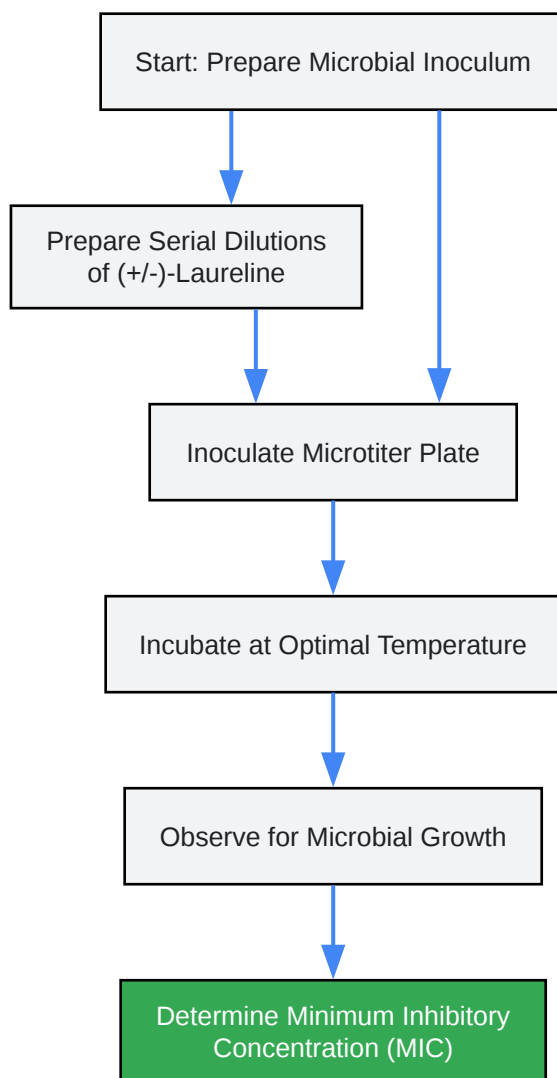 Start: Prepare Microbial Inoculum
Prepare Serial Dilutions
of (+/-)-Laureline
Inoculate Microtiter Plate
Incubate at Optimal Temperature
Observe for Microbial Growth
Determine Minimum Inhibitory
Concentration (MIC)